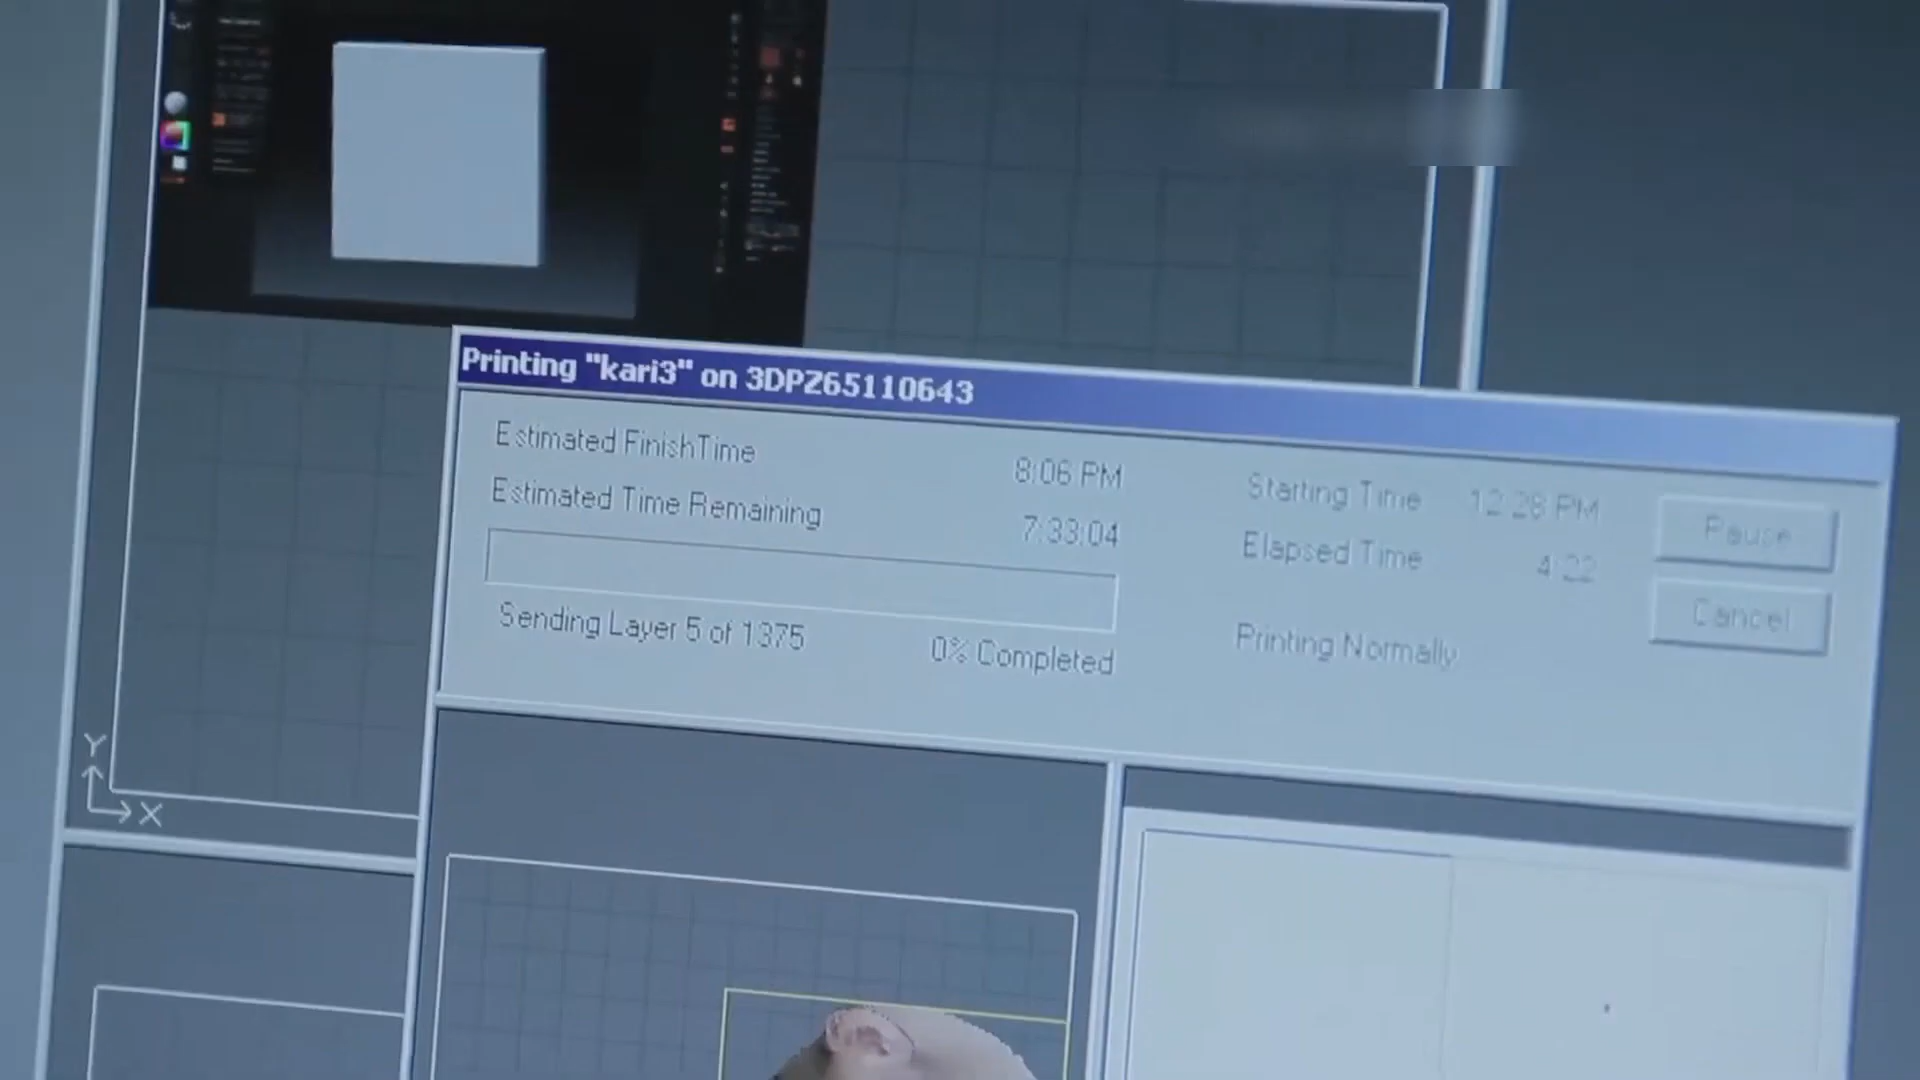 Printing "kari3" on 3DPZ65110643
Estimated FinishTime 8:06 PM
Estimated Time Remaining 7:33:04
Sending Layer 5 of 1375
0% Completed
Starting Time 12:28 PM
Elapsed Time 4:22
Printing Normally
Pause
Cancel
Y
X